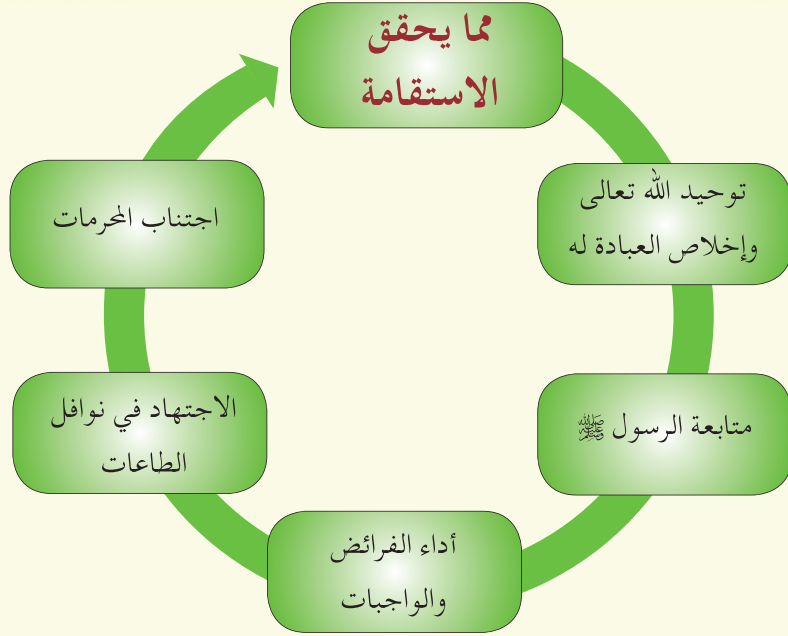 مما يحقق
الاستقامة
توحيد الله تعالى
وإخلاص العبادة له
متابعة الرسول ﷺ
أداء الفرائض
والواجبات
الاجتهاد في نوافل
الطاعات
اجتناب المحرمات